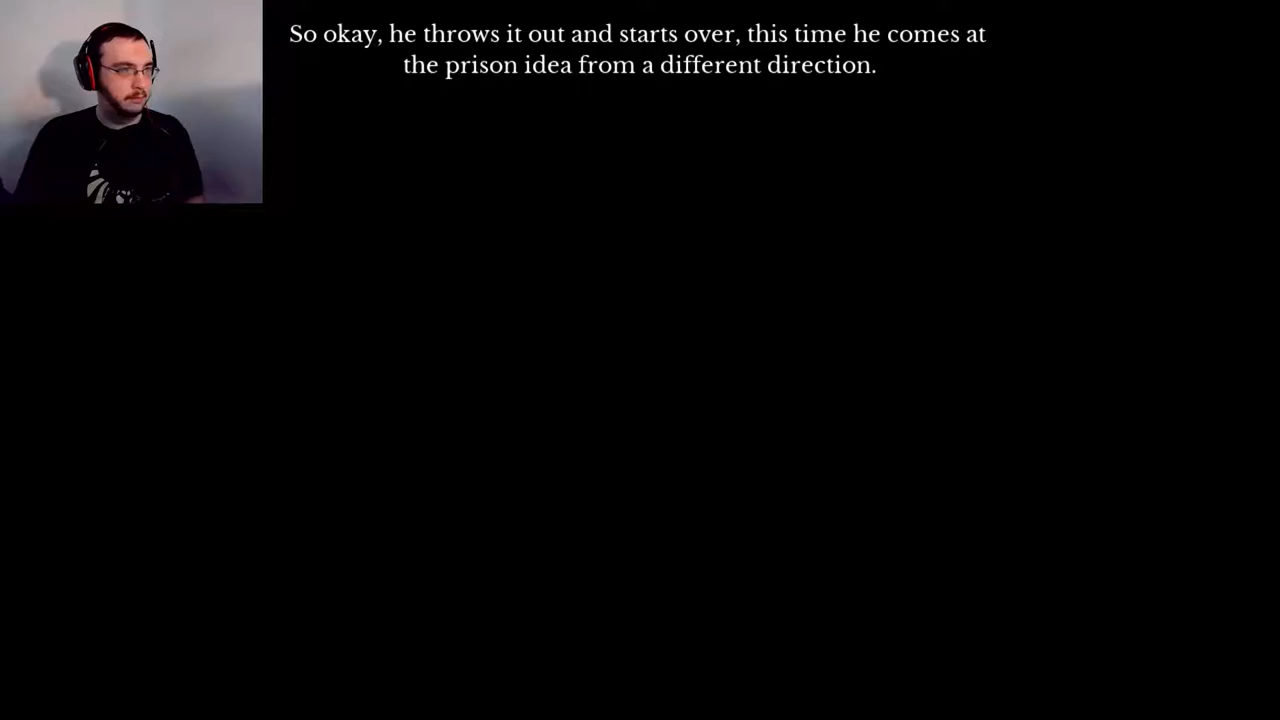 So okay, he throws it out and starts over, this time he comes at
the prison idea from a different direction.